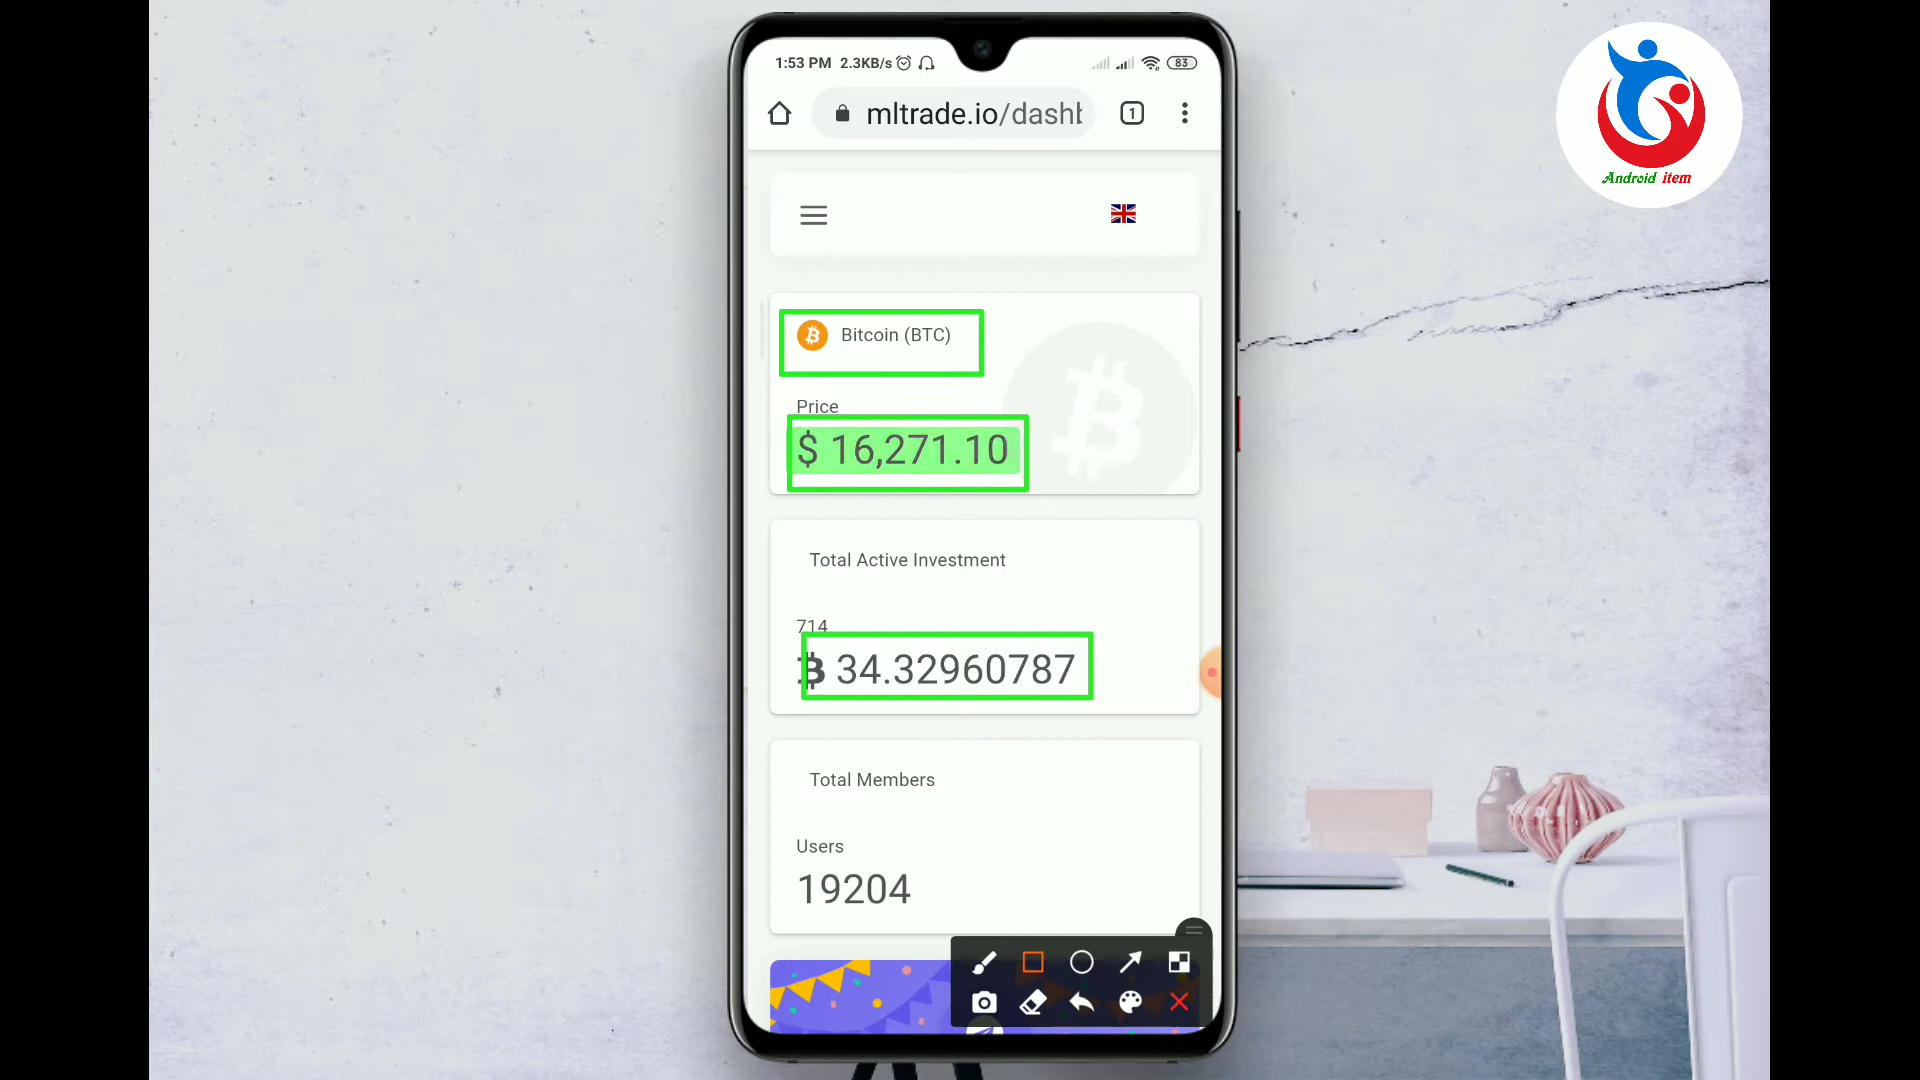 1:53 PM 2.3KB/s 83
mltrade.io/dashb
1
Android item
Bitcoin (BTC)
Price
$ 16,271.10
Total Active Investment
714
₿ 34.32960787
Total Members
Users
19204